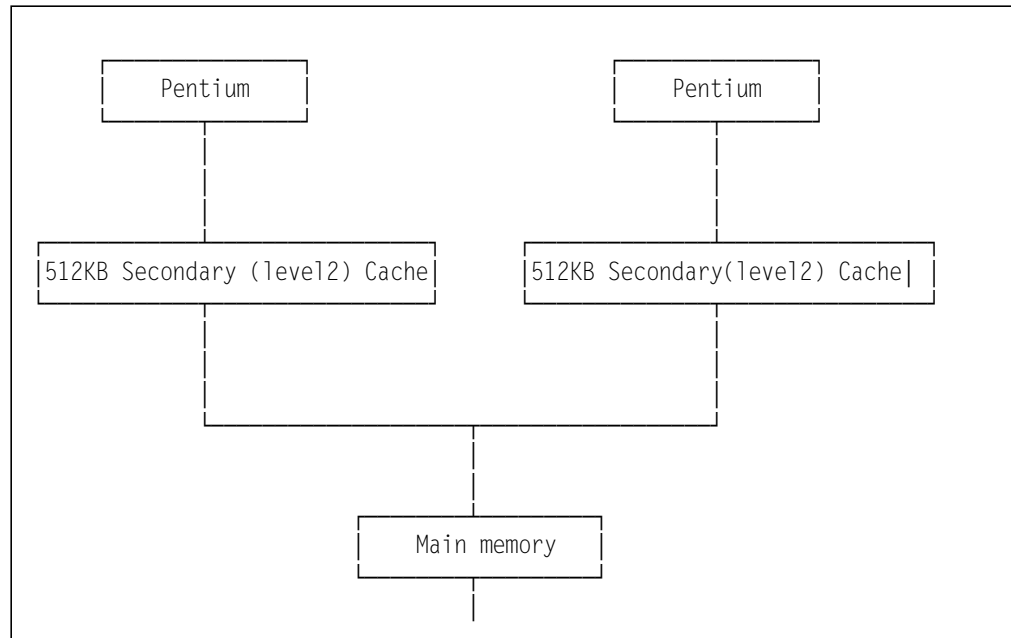 Pentium Pentium
512KB Secondary (level2) Cache 512KB Secondary(level2) Cache|
Main memory